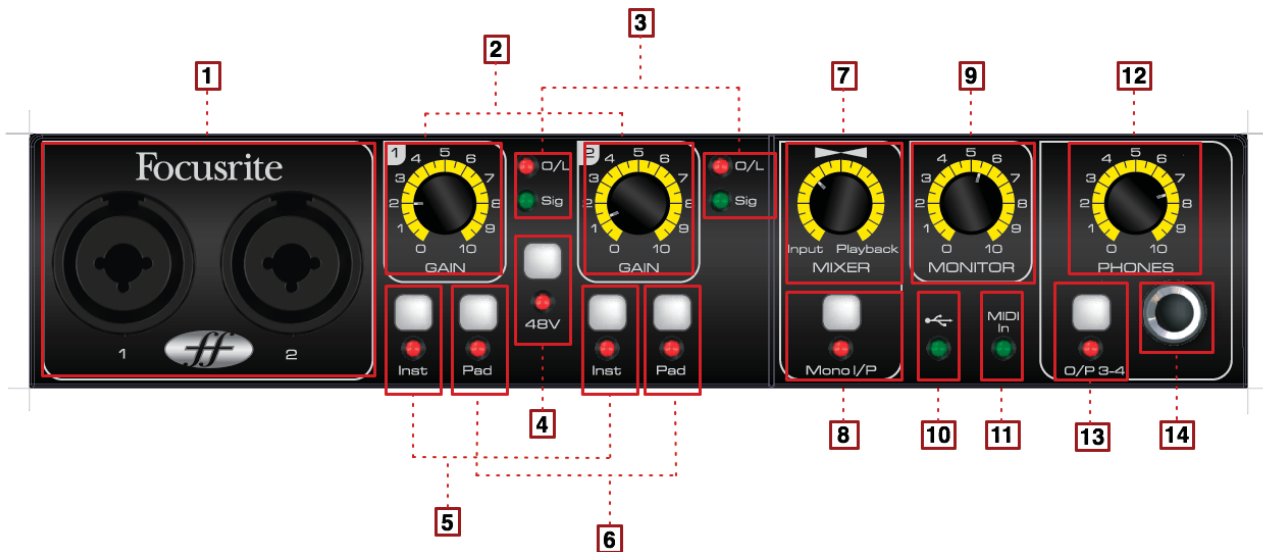 3
2
1
7
9
12
Focusrite
1
2
ff
1
0 1 2 3 4 5 6 7 8 9 10
GAIN
O/L
Sig
48V
2
0 1 2 3 4 5 6 7 8 9 10
GAIN
O/L
Sig
Inst
Pad
Inst
Pad
Input Playback
MIXER
Mono I/P
0 1 2 3 4 5 6 7 8 9 10
MONITOR
MIDI
In
0 1 2 3 4 5 6 7 8 9 10
PHONES
O/P 3-4
4
8
10
11
13
14
5
6